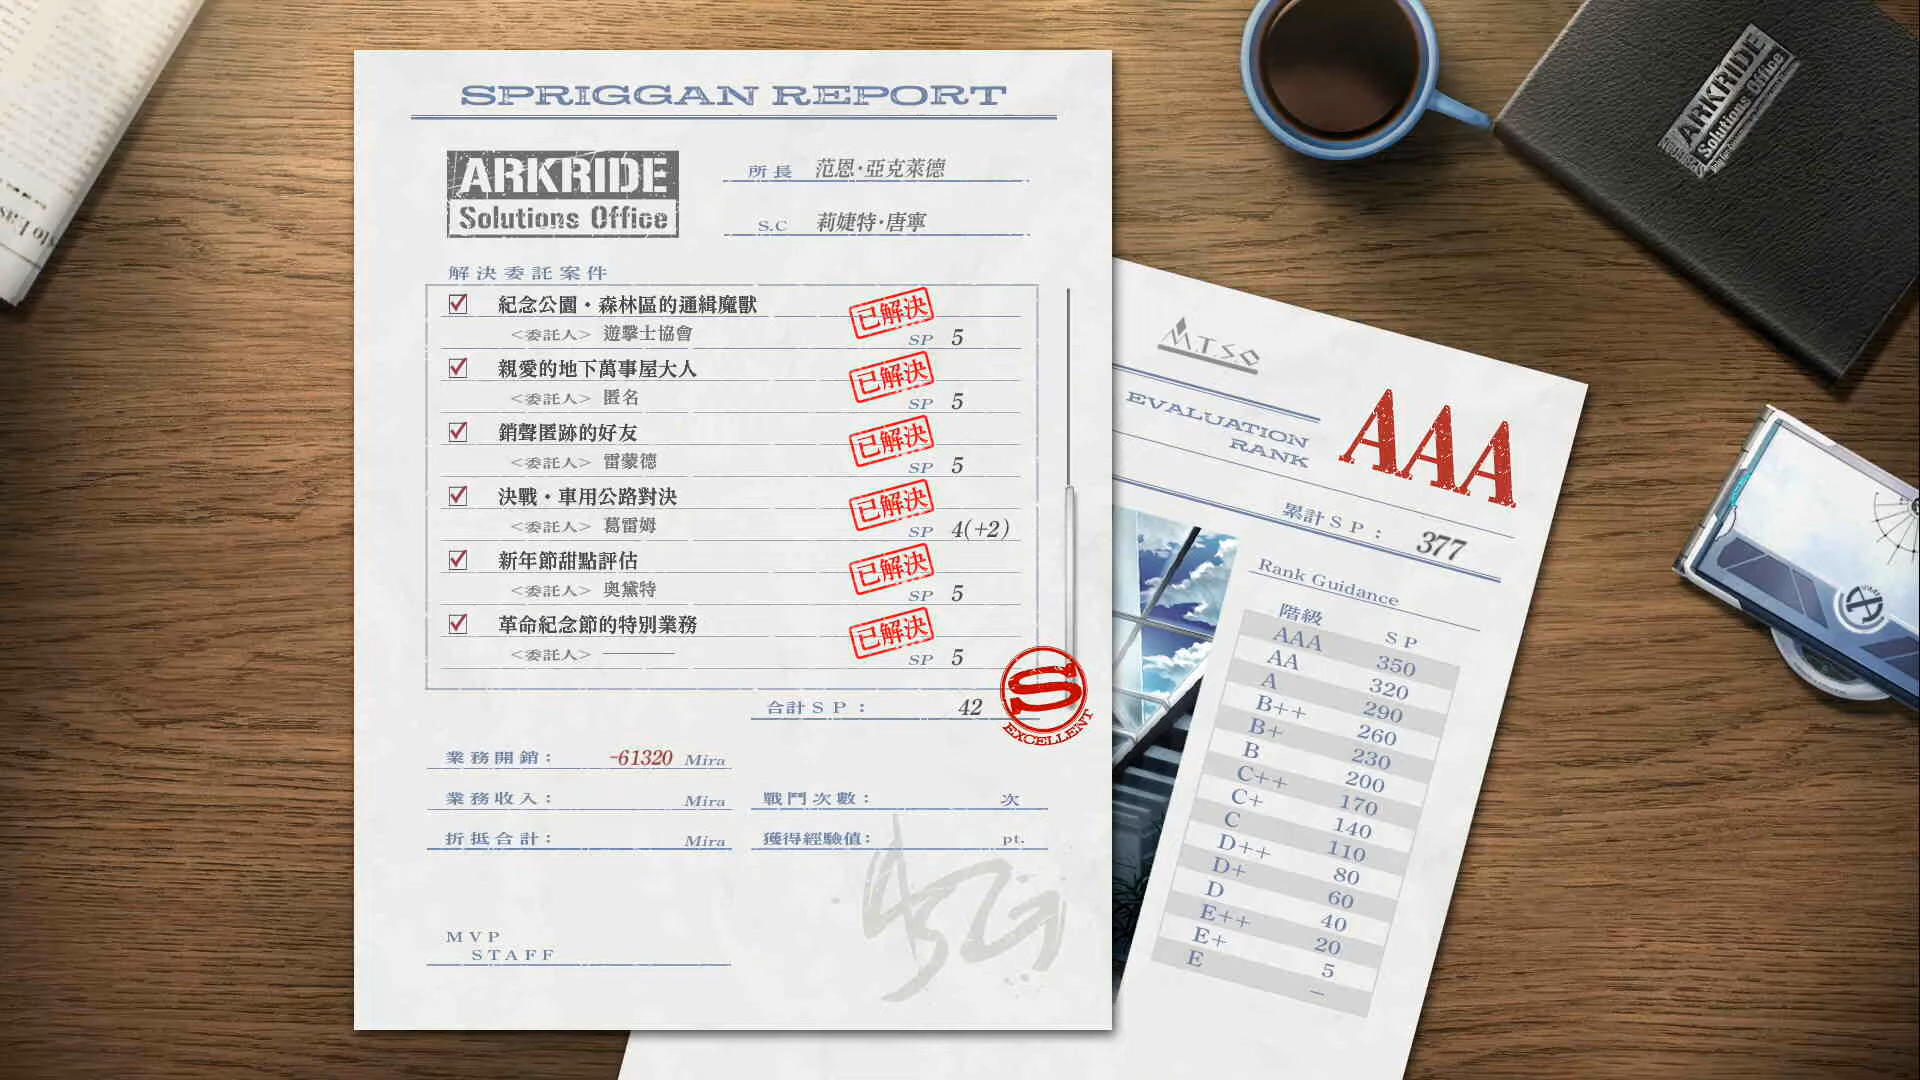 SPRIGGAN REPORT
ARKRIDE
Solutions Office
所長 范恩·亞克萊德
S.C 莉婕特·唐寧
解決委託案件
紀念公園·森林區的通緝魔獸
已解決
<委託人> 遊擊士協會
SP 5
親愛的地下萬事屋大人
已解決
<委託人> 匿名
SP 5
銷聲匿跡的好友
已解決
<委託人> 雷蒙德
SP 5
決戰·車用公路對決
已解決
<委託人> 葛雷姆
SP 4(+2)
新年節甜點評估
已解決
<委託人> 奧黛特
SP 5
革命紀念節的特別業務
已解決
<委託人> ————
SP 5
合計SP： 42
S
EXCELLENT
業務開銷： -61320 Mira
業務收入： Mira
戰鬥次數： 次
折抵合計： Mira
獲得經驗值： pt.
MVP
STAFF
M.T.S.O
EVALUATION
RANK
AAA
累計SP： 377
Rank Guidance
階級 SP
AAA 350
AA 320
A 290
B++ 260
B+ 230
B 200
C++ 170
C+ 140
C 110
D++ 80
D+ 60
D 40
E++ 20
E+ 5
E –
ARKRIDE
Solutions Office